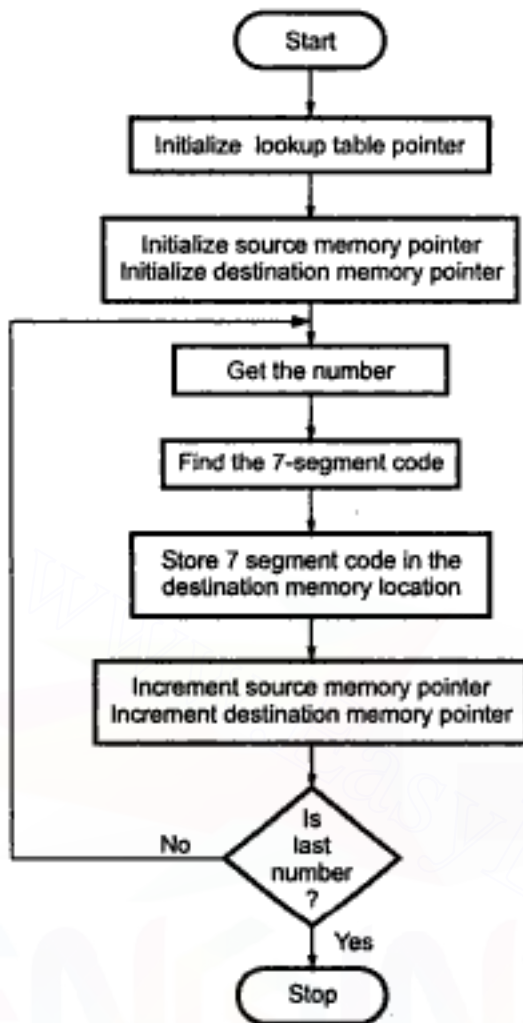 Start
Initialize lookup table pointer
Initialize source memory pointer
Initialize destination memory pointer
Get the number
Find the 7-segment code
Store 7 segment code in the
destination memory location
Increment source memory pointer
Increment destination memory pointer
Is
last
number
?
No
Yes
Stop